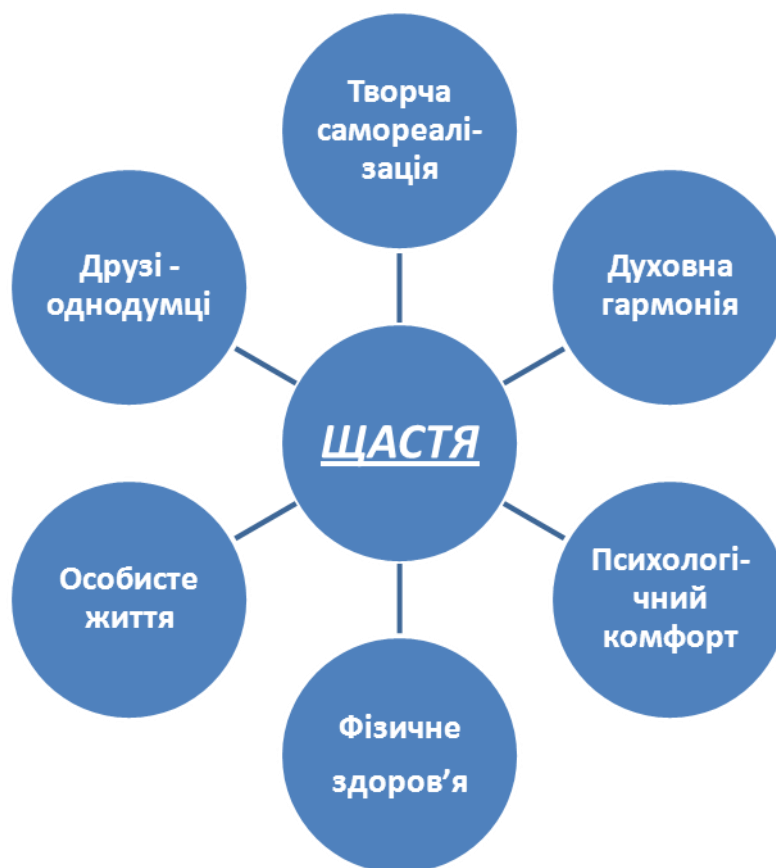 Творча
самореалі-
зація
Друзі -
однодумці
Духовна
гармонія
ЩАСТЯ
Особисте
життя
Психологі-
чний
комфорт
Фізичне
здоров’я